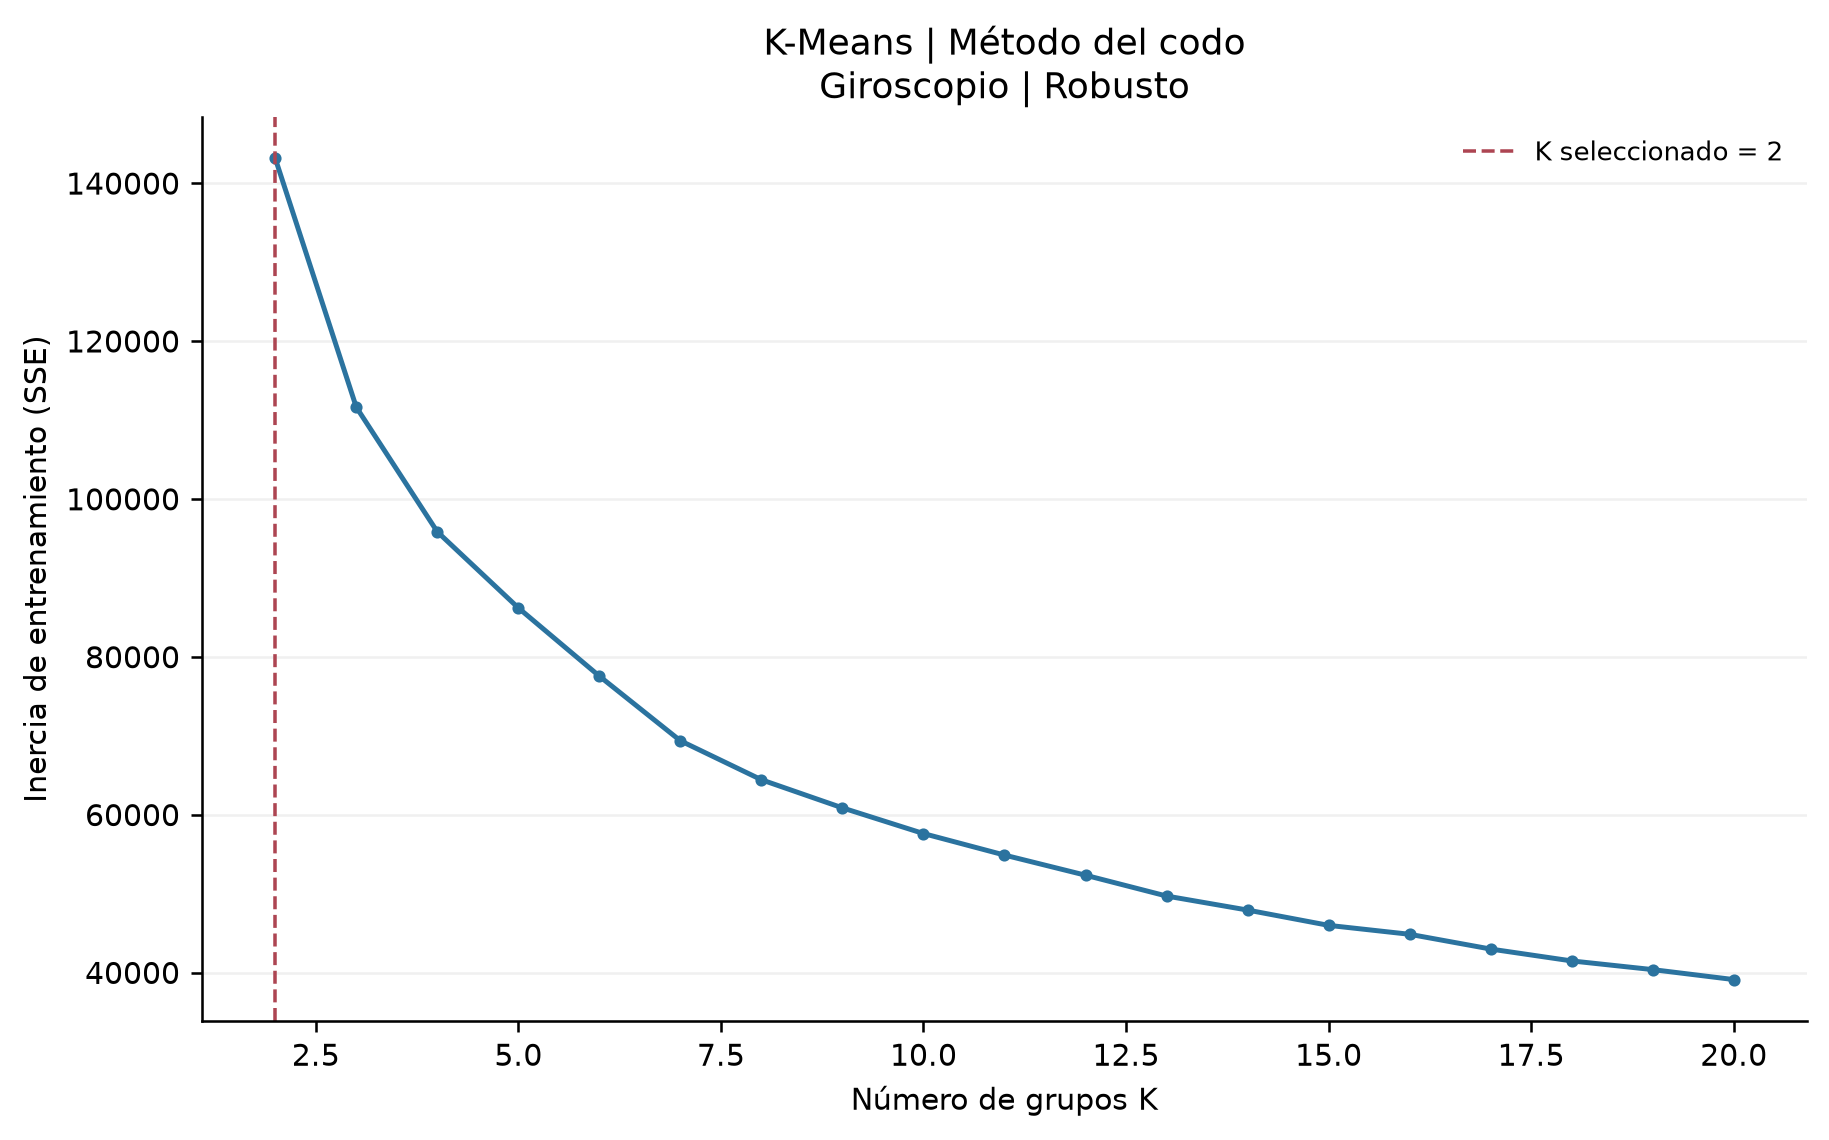 K-Means | Método del codo
Giroscopio | Robusto
K seleccionado = 2
Inercia de entrenamiento (SSE)
140000
120000
100000
80000
60000
40000
2.5 5.0 7.5 10.0 12.5 15.0 17.5 20.0
Número de grupos K